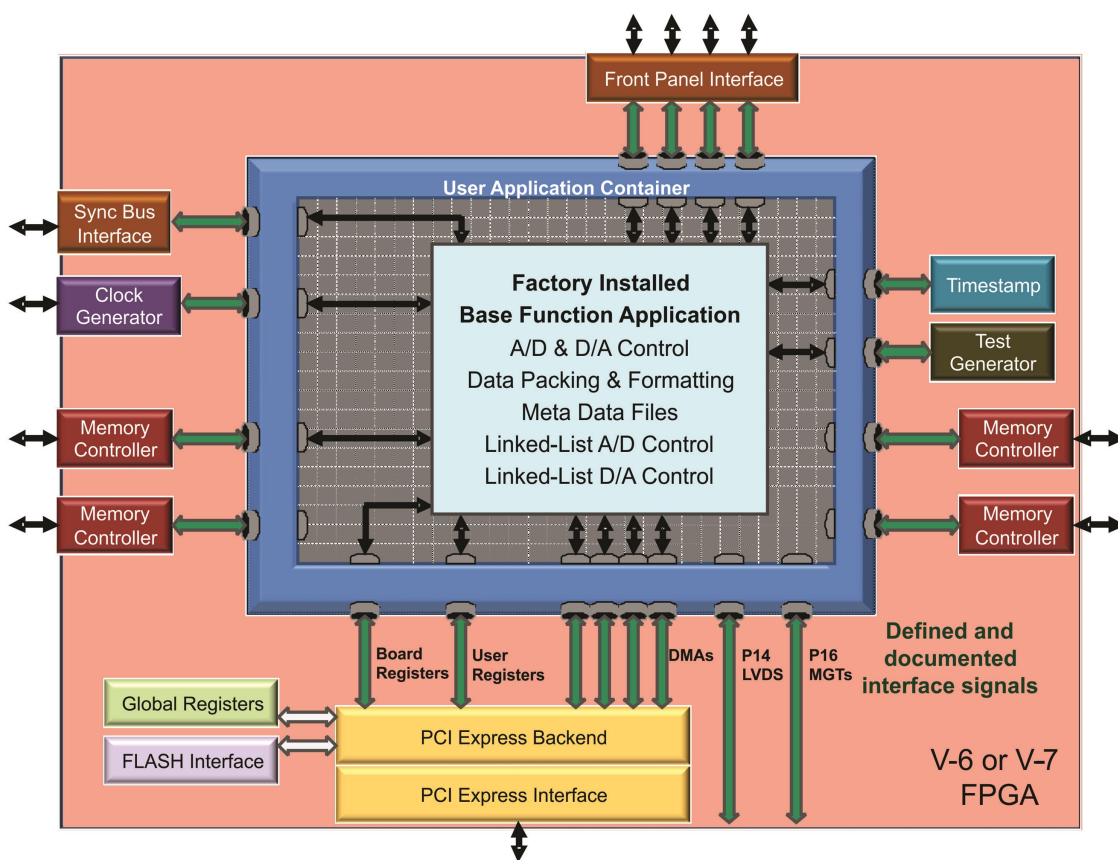 Front Panel Interface
User Application Container
Sync Bus
Interface
Clock
Generator
Memory
Controller
Memory
Controller
Factory Installed
Base Function Application
A/D & D/A Control
Data Packing & Formatting
Meta Data Files
Linked-List A/D Control
Linked-List D/A Control
Timestamp
Test
Generator
Memory
Controller
Memory
Controller
Board
Registers
User
Registers
DMAs
P14
LVDS
P16
MGTs
Defined and
documented
interface signals
Global Registers
FLASH Interface
PCI Express Backend
PCI Express Interface
V-6 or V-7
FPGA